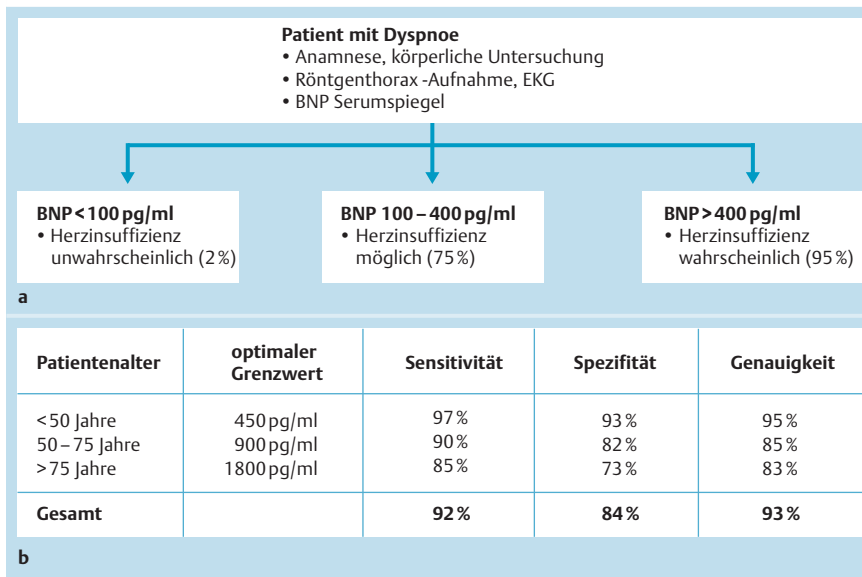 Patient mit Dyspnoe
• Anamnese, körperliche Untersuchung
• Röntgenthorax -Aufnahme, EKG
• BNP Serumspiegel
BNP < 100 pg/ml
• Herzinsuffizienz
unwahrscheinlich (2 %)
BNP 100 – 400 pg/ml
• Herzinsuffizienz
möglich (75 %)
BNP > 400 pg/ml
• Herzinsuffizienz
wahrscheinlich (95 %)
a
Patientenalter optimaler Grenzwert Sensitivität Spezifität Genauigkeit
< 50 Jahre 450 pg/ml 97 % 93 % 95 %
50 – 75 Jahre 900 pg/ml 90 % 82 % 85 %
> 75 Jahre 1800 pg/ml 85 % 73 % 83 %
Gesamt 92 % 84 % 93 %
b